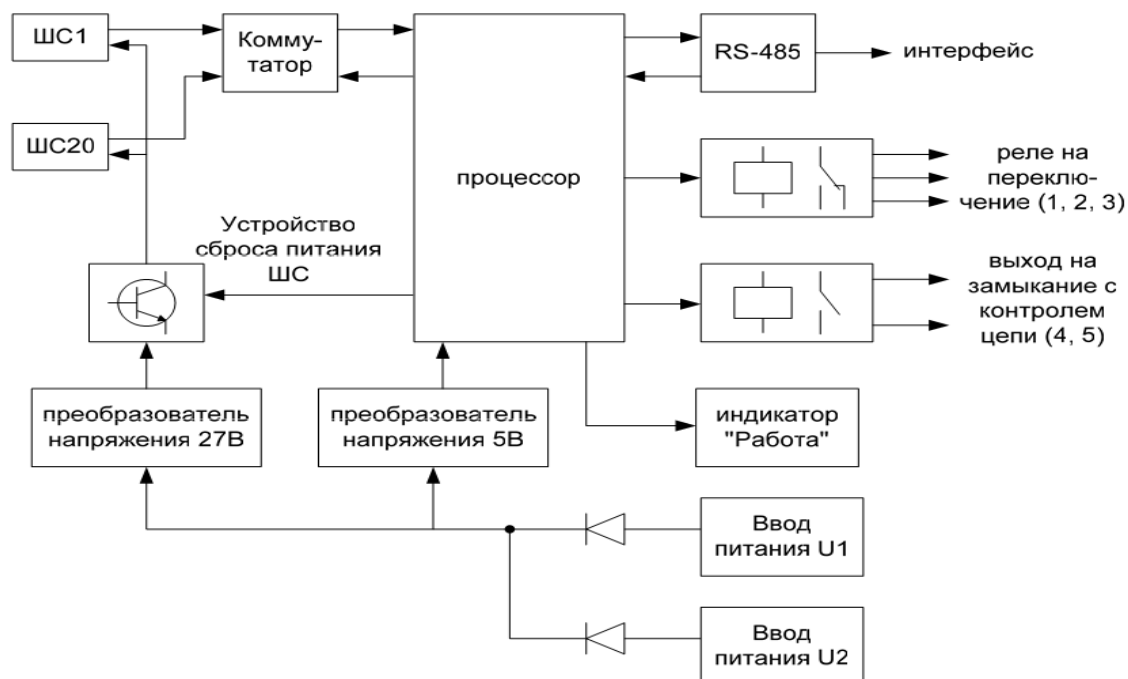 ШС1
Комму-
татор
RS-485
интерфейс
ШС20
процессор
реле на
переклю-
чение (1, 2, 3)
Устройство
сброса питания
ШС
выход на
замыкание с
контролем
цепи (4, 5)
преобразователь
напряжения 27В
преобразователь
напряжения 5В
индикатор
"Работа"
Ввод
питания U1
Ввод
питания U2